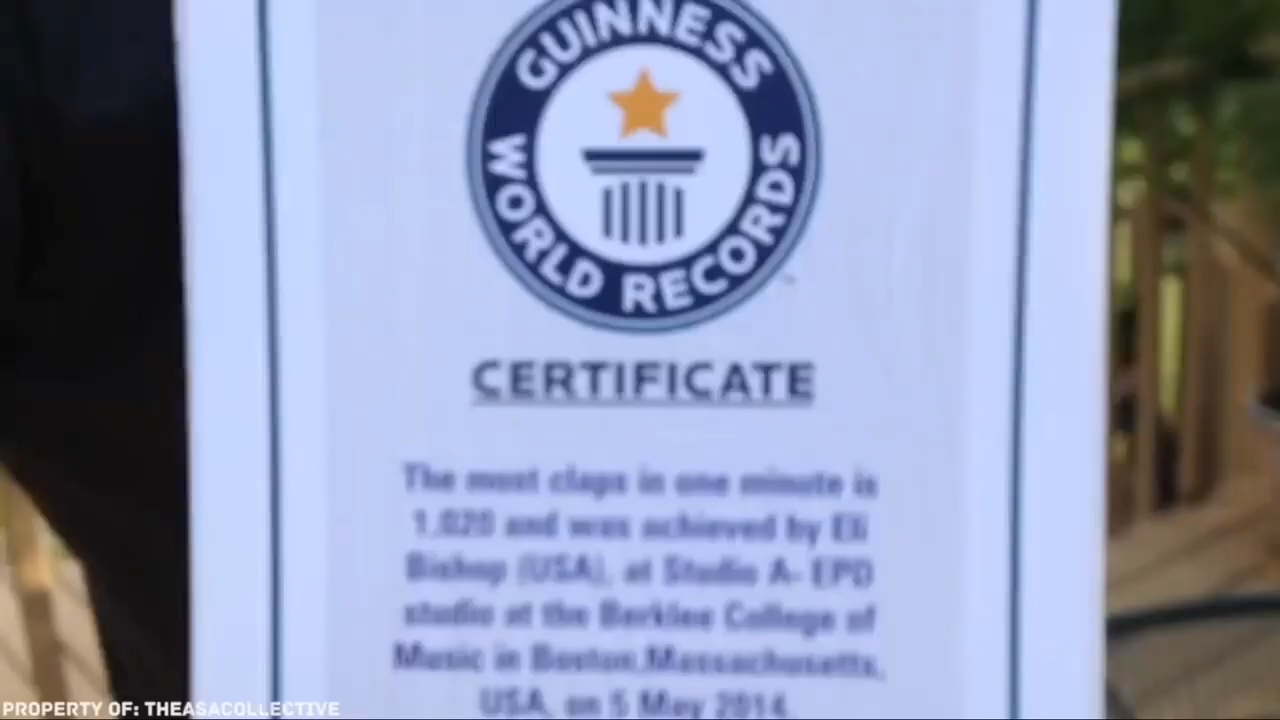 GUINNESS
WORLD RECORDS
CERTIFICATE
The most claps in one minute is
1,020 and was achieved by Eli
Bishop (USA), at Studio A- EPD
studio at the Berklee College of
Music in Boston,Massachusetts,
USA, on 5 May 2014.
PROPERTY OF: THEASACOLLECTIVE